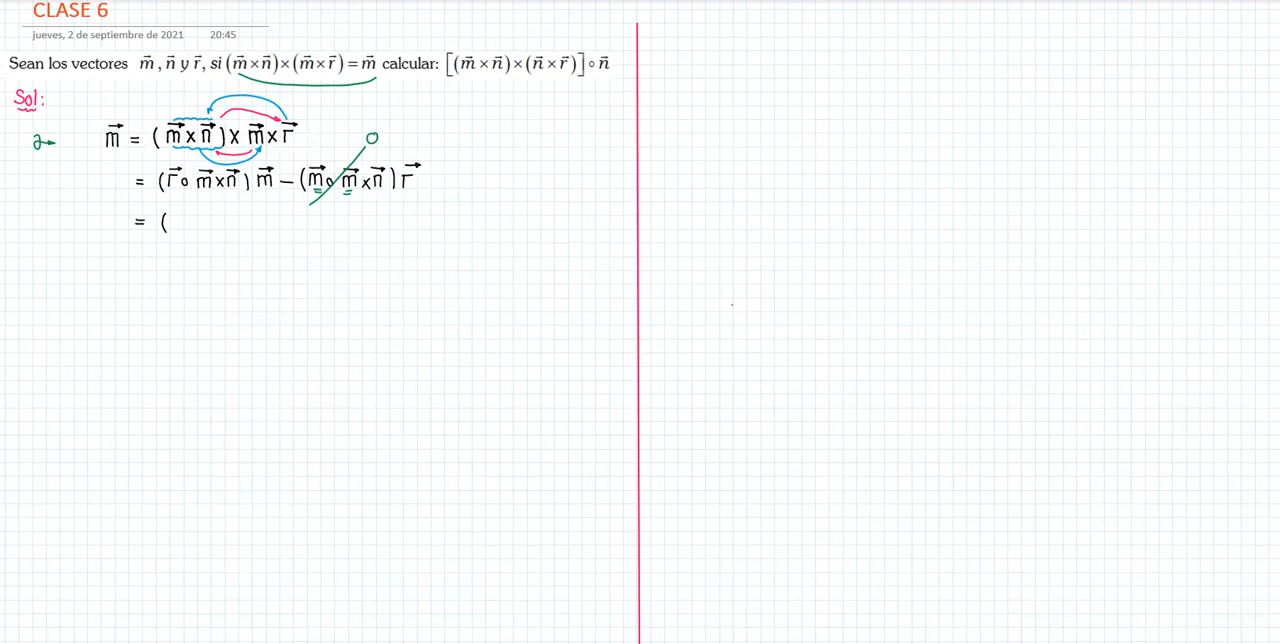 CLASE 6
jueves, 2 de septiembre de 2021 20:45
Sean los vectores m⃗, n⃗ y r⃗, si (m⃗×n⃗)×(m⃗×r⃗)=m⃗ calcular: [(m⃗×n⃗)×(n⃗×r⃗)]∘n⃗
Sol:
m⃗ = (m⃗×n⃗)×m⃗×r⃗
= (r⃗∘m⃗×n⃗)m⃗−(m⃗∘m⃗×n⃗)r⃗ 0
= (